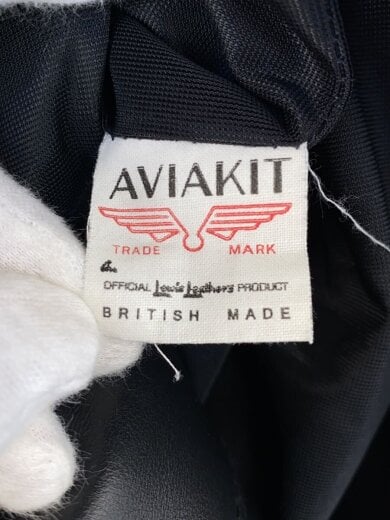 AVIAKIT
TRADE MARK
An
OFFICIAL Lewis Leathers PRODUCT
BRITISH MADE